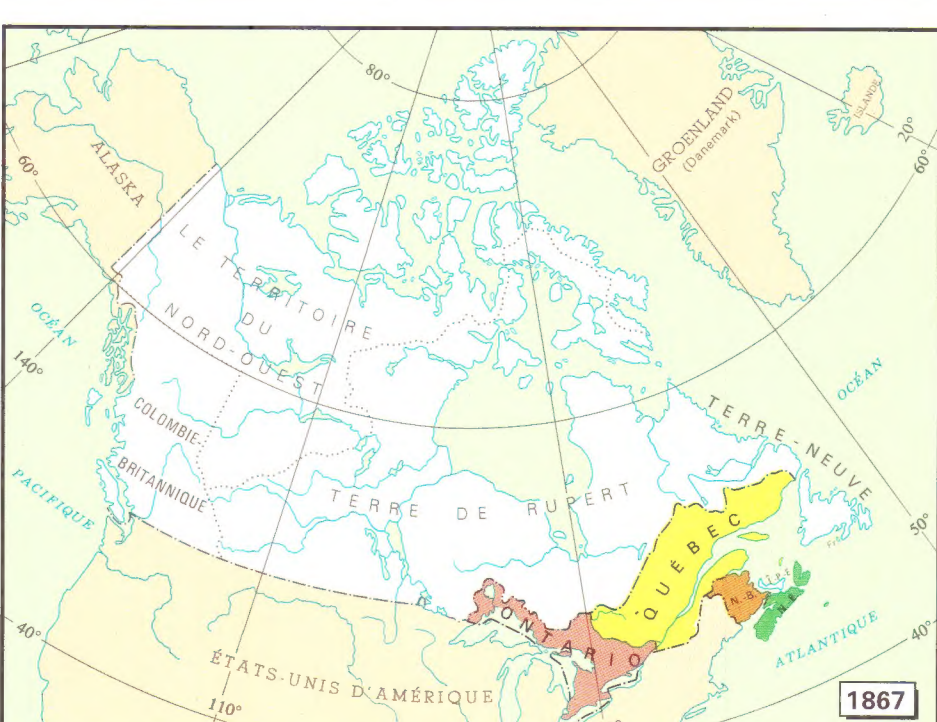 80°
ISLANDE
20°
GROENLAND
(Danemark)
60°
60°
ALASKA
LE TERRITOIRE
DU
NORD-OUEST
OCÉAN
140°
OCÉAN
COLOMBIE-
BRITANNIQUE
TERRE-NEUVE
PACIFIQUE
TERRE DE RUPERT
QUÉBEC
50°
Fr.
Î.P.-É
N.-B.
N.-É.
ONTARIO
ATLANTIQUE
40°
40°
ÉTATS-UNIS D'AMÉRIQUE
110°
1867